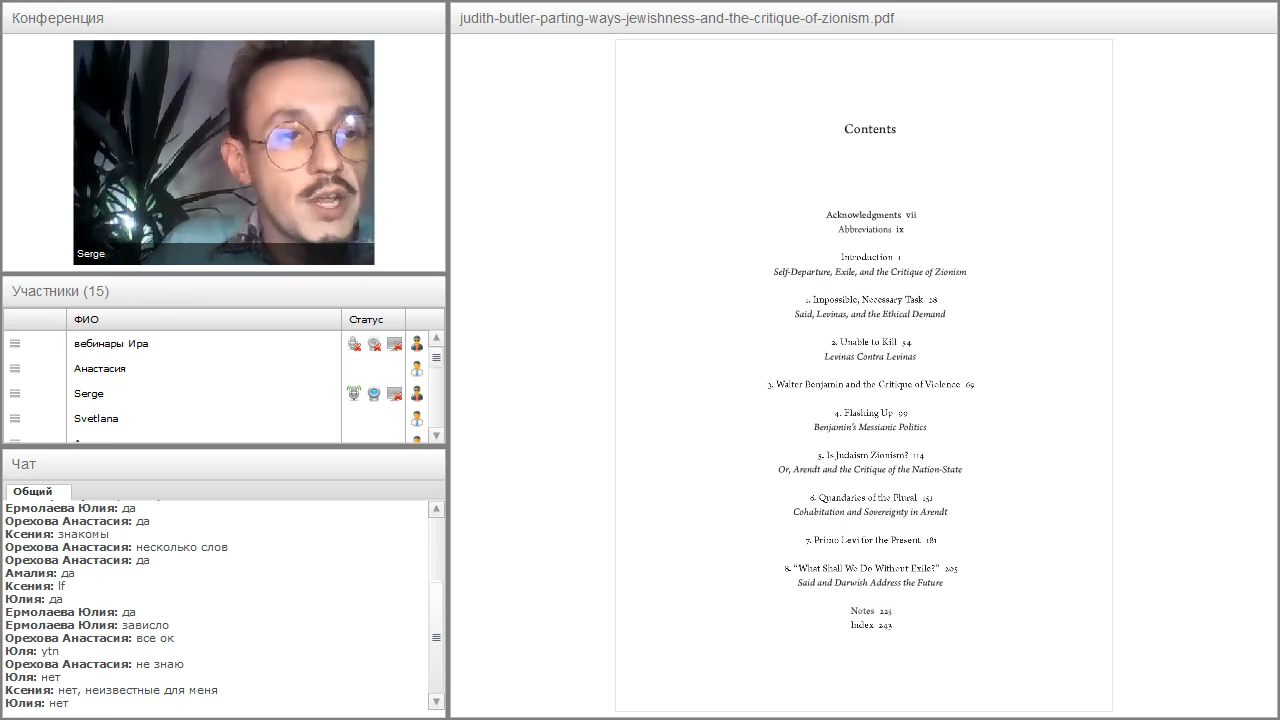 Конференция
Serge
Участники (15)
ФИО
Статус
вебинары Ира
Анастасия
Serge
Svetlana
Чат
Общий
Ермолаева Юлия: да
Орехова Анастасия: да
Ксения: знакомы
Орехова Анастасия: несколько слов
Орехова Анастасия: да
Амалия: да
Ксения: lf
Юлия: да
Ермолаева Юлия: да
Ермолаева Юлия: зависло
Орехова Анастасия: все ок
Юля: ytn
Орехова Анастасия: не знаю
Юля: нет
Ксения: нет, неизвестные для меня
Юлия: нет
judith-butler-parting-ways-jewishness-and-the-critique-of-zionism.pdf
Contents
Acknowledgments vii
Abbreviations ix
Introduction 1
Self-Departure, Exile, and the Critique of Zionism
1. Impossible, Necessary Task 28
Said, Levinas, and the Ethical Demand
2. Unable to Kill 54
Levinas Contra Levinas
3. Walter Benjamin and the Critique of Violence 69
4. Flashing Up 99
Benjamin's Messianic Politics
5. Is Judaism Zionism? 114
Or, Arendt and the Critique of the Nation-State
6. Quandaries of the Plural 151
Cohabitation and Sovereignty in Arendt
7. Primo Levi for the Present 181
8. “What Shall We Do Without Exile?” 205
Said and Darwish Address the Future
Notes 225
Index 243